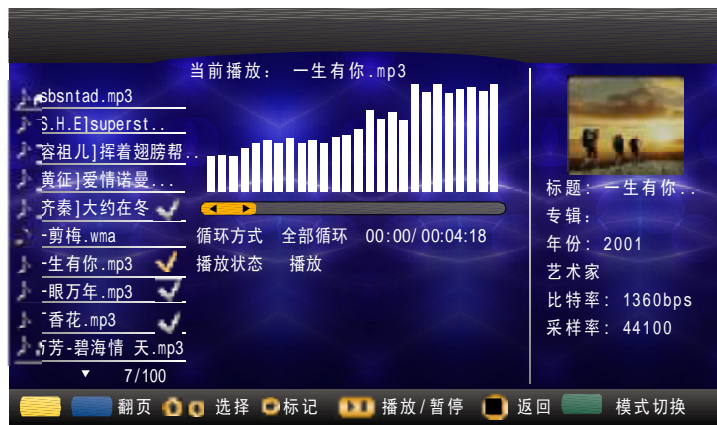 当前播放： 一生有你.mp3
sbsntad.mp3
S.H.E]superst..
容祖儿]挥着翅膀帮..
黄征]爱情诺曼...
齐秦]大约在冬
-剪梅.wma
-生有你.mp3
-眼万年.mp3
香花.mp3
芳-碧海情 天.mp3
7/100
循环方式 全部循环 00:00/ 00:04:18
播放状态 播放
标题： 一生有你..
专辑：
年份：2001
艺术家
比特率：1360bps
采样率：44100
翻页 选择 标记 播放/暂停 返回 模式切换